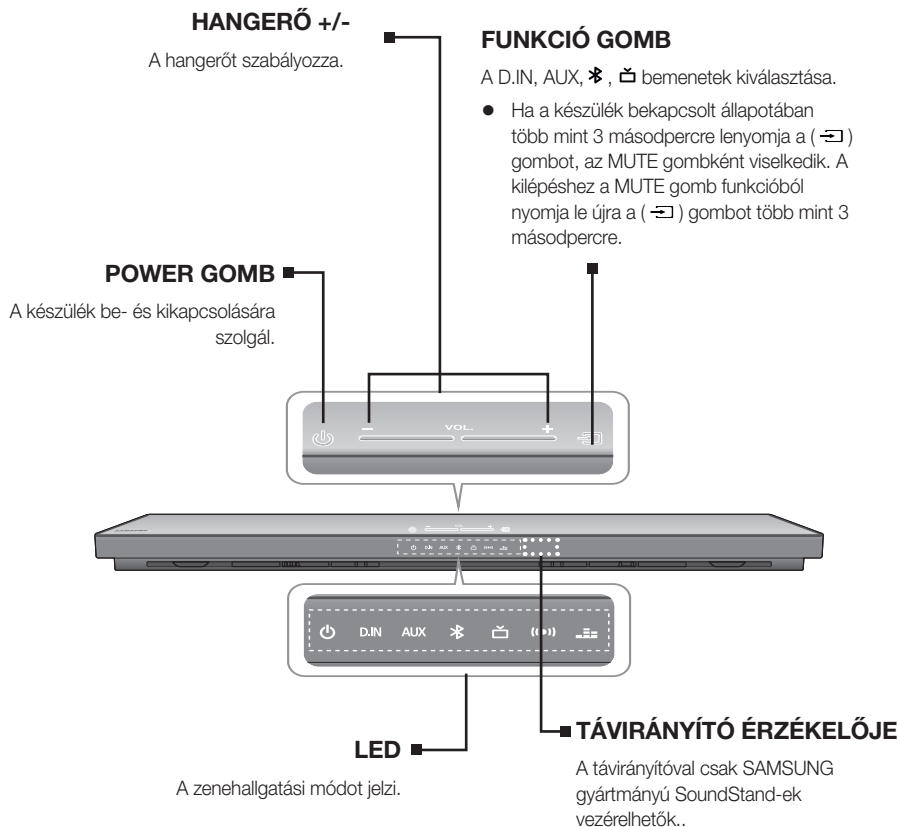 HANGERŐ +/-
A hangerőt szabályozza.
FUNKCIÓ GOMB
A D.IN, AUX, , bemenetek kiválasztása.
● Ha a készülék bekapcsolt állapotában
több mint 3 másodpercre lenyomja a ( )
gombot, az MUTE gombként viselkedik. A
kilépéshez a MUTE gomb funkcióból
nyomja le újra a ( ) gombot több mint 3
másodpercre.
POWER GOMB
A készülék be- és kikapcsolására
szolgál.
- VOL. +
D.IN AUX
D.IN AUX
LED
A zenehallgatási módot jelzi.
TÁVIRÁNYÍTÓ ÉRZÉKELŐJE
A távirányítóval csak SAMSUNG
gyártmányú SoundStand-ek
vezérelhetők..